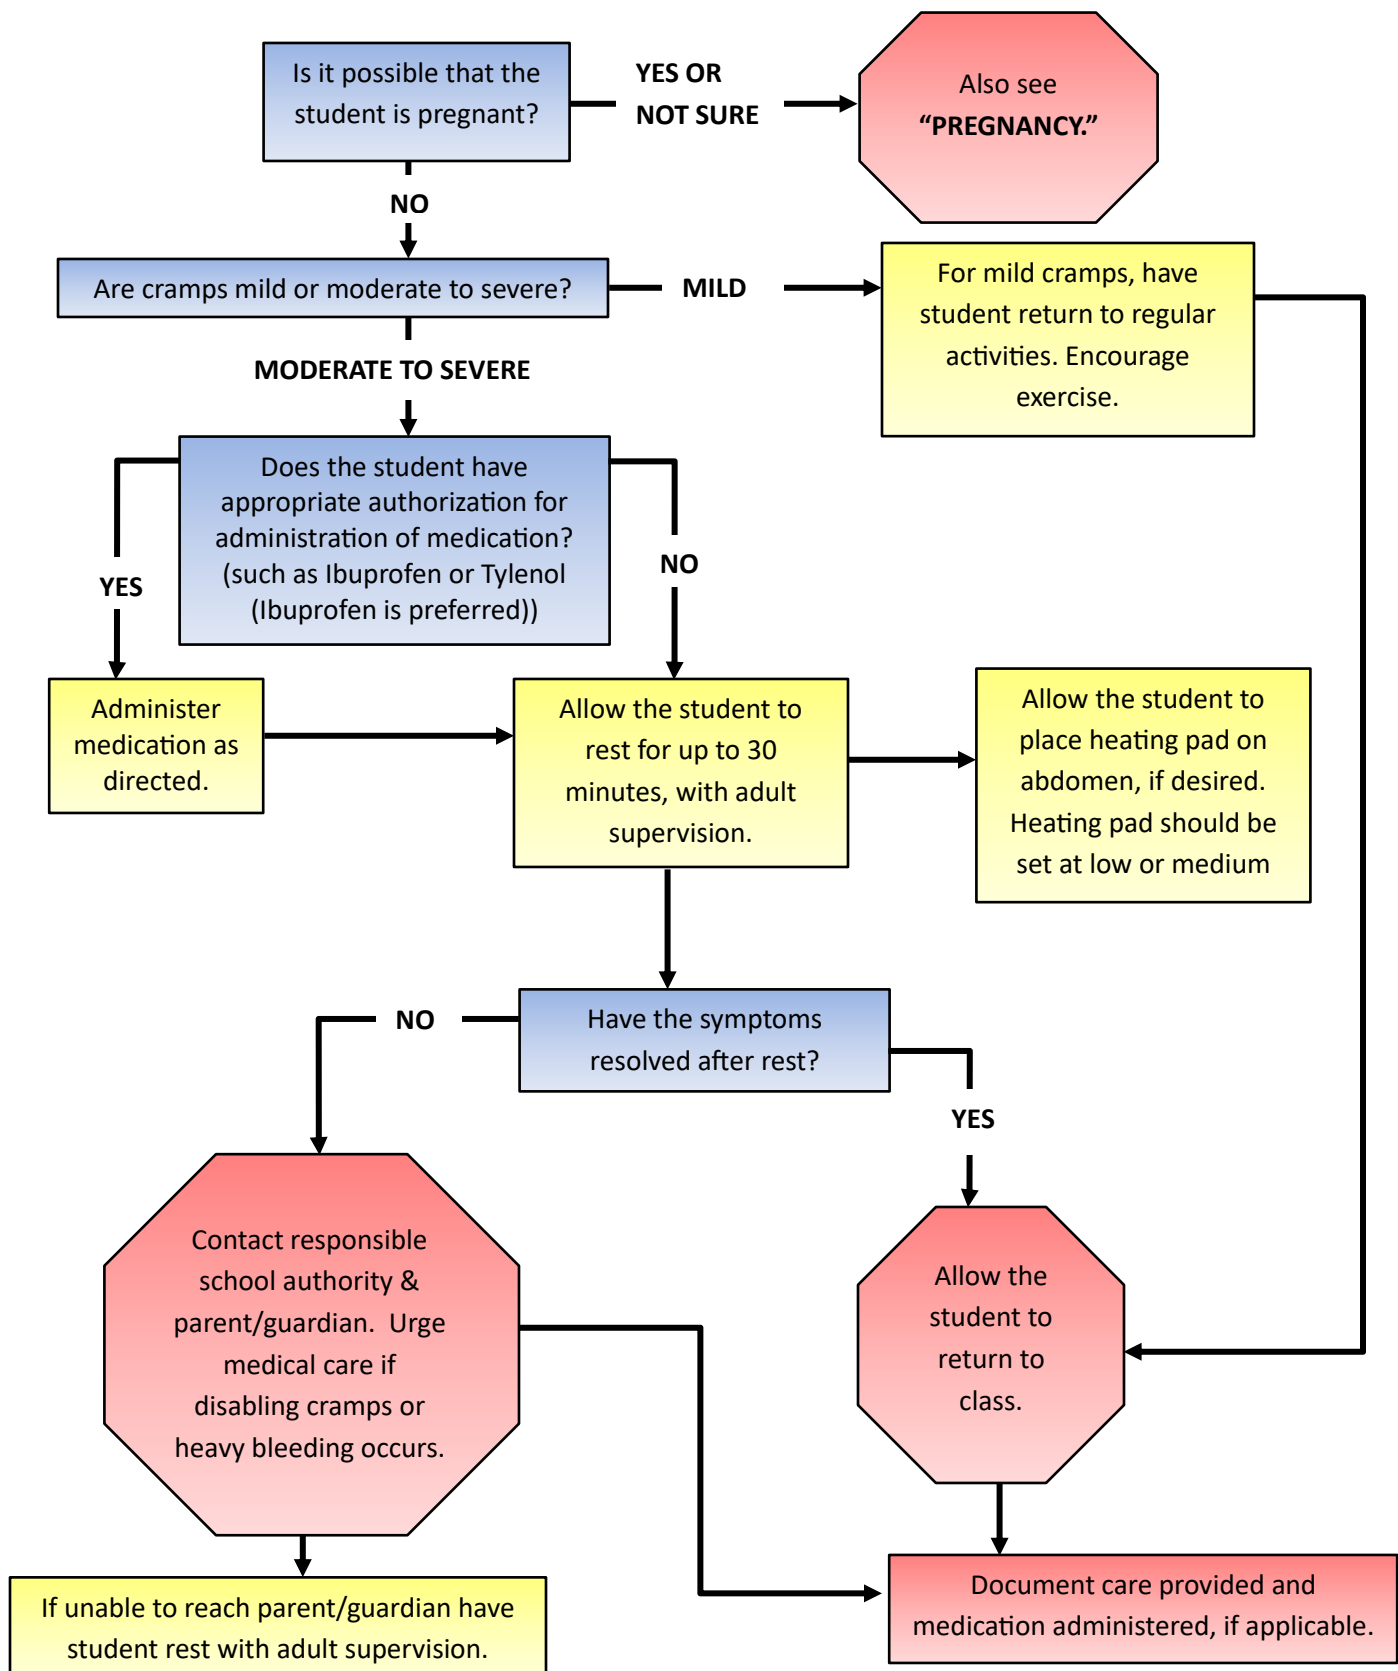 Is it possible that the
student is pregnant?
YES OR
NOT SURE
Also see
“PREGNANCY.”
NO
Are cramps mild or moderate to severe?
MILD
For mild cramps, have
student return to regular
activities. Encourage
exercise.
MODERATE TO SEVERE
Does the student have
appropriate authorization for
administration of medication?
(such as Ibuprofen or Tylenol
(Ibuprofen is preferred))
YES
NO
Administer
medication as
directed.
Allow the student to
rest for up to 30
minutes, with adult
supervision.
Allow the student to
place heating pad on
abdomen, if desired.
Heating pad should be
set at low or medium
Have the symptoms
resolved after rest?
NO
YES
Contact responsible
school authority &
parent/guardian.  Urge
medical care if
disabling cramps or
heavy bleeding occurs.
Allow the
student to
return to
class.
If unable to reach parent/guardian have
student rest with adult supervision.
Document care provided and
medication administered, if applicable.